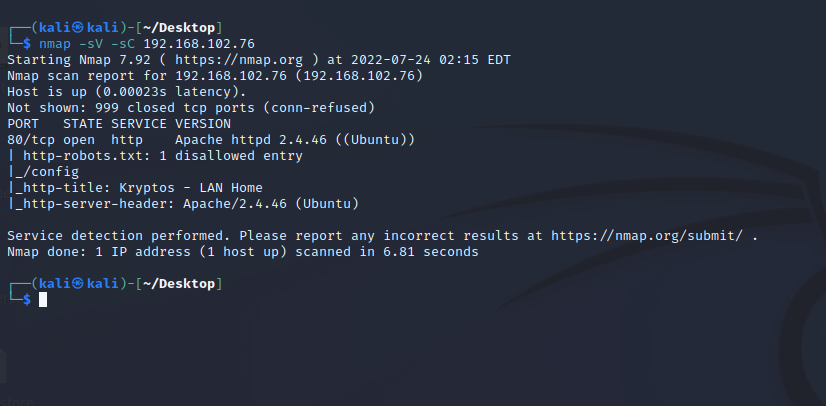 ┌──(kali㉿kali)-[~/Desktop]
└─$ nmap -sV -sC 192.168.102.76
Starting Nmap 7.92 ( https://nmap.org ) at 2022-07-24 02:15 EDT
Nmap scan report for 192.168.102.76 (192.168.102.76)
Host is up (0.00023s latency).
Not shown: 999 closed tcp ports (conn-refused)
PORT   STATE SERVICE VERSION
80/tcp open  http    Apache httpd 2.4.46 ((Ubuntu))
| http-robots.txt: 1 disallowed entry
|_/config
|_http-title: Kryptos - LAN Home
|_http-server-header: Apache/2.4.46 (Ubuntu)
Service detection performed. Please report any incorrect results at https://nmap.org/submit/ .
Nmap done: 1 IP address (1 host up) scanned in 6.81 seconds
┌──(kali㉿kali)-[~/Desktop]
└─$